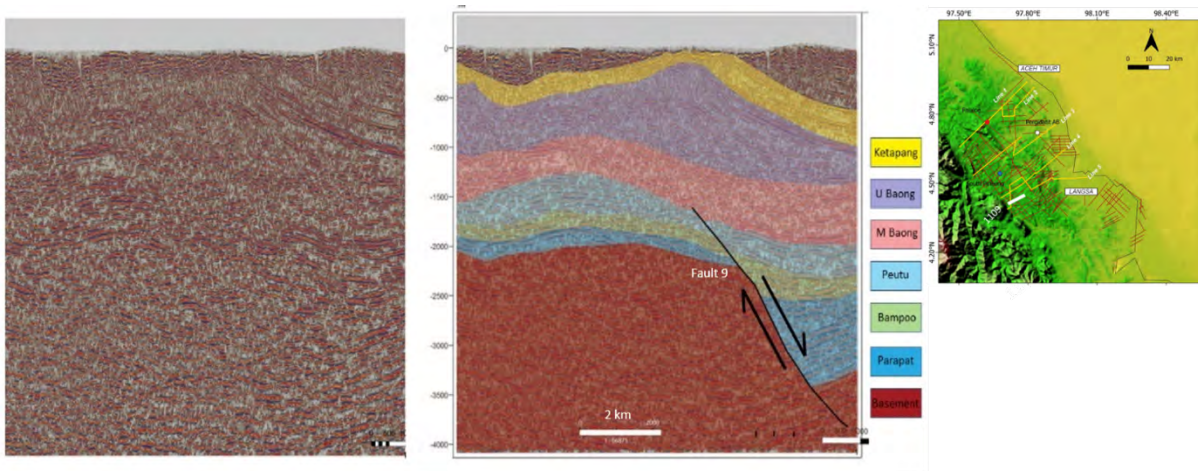 0
-500
-1000
-1500
-2000
-2500
-3000
-3500
-4000
Fault 9
2 km
Ketapang
U Baong
M Baong
Peutu
Bampoo
Parapat
Basement
97.50°E
97.80°E
98.10°E
98.40°E
5.10°N
4.80°N
4.50°N
4.20°N
N
0 10 20 km
ACEH TIMUR
LANGSA
1109